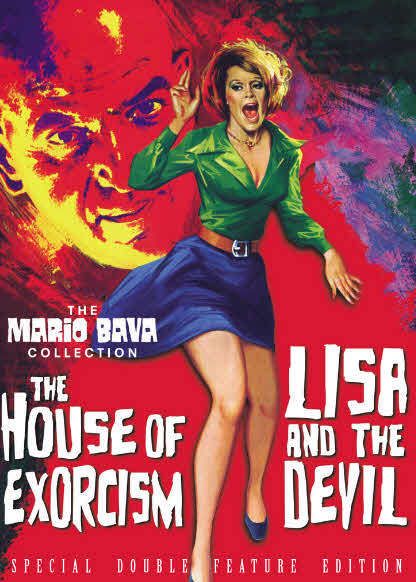 THE
MARIO BAVA
COLLECTION
THE
HOUSE OF
EXORCISM
LISA
AND THE
DEVIL
SPECIAL DOUBLE FEATURE EDITION